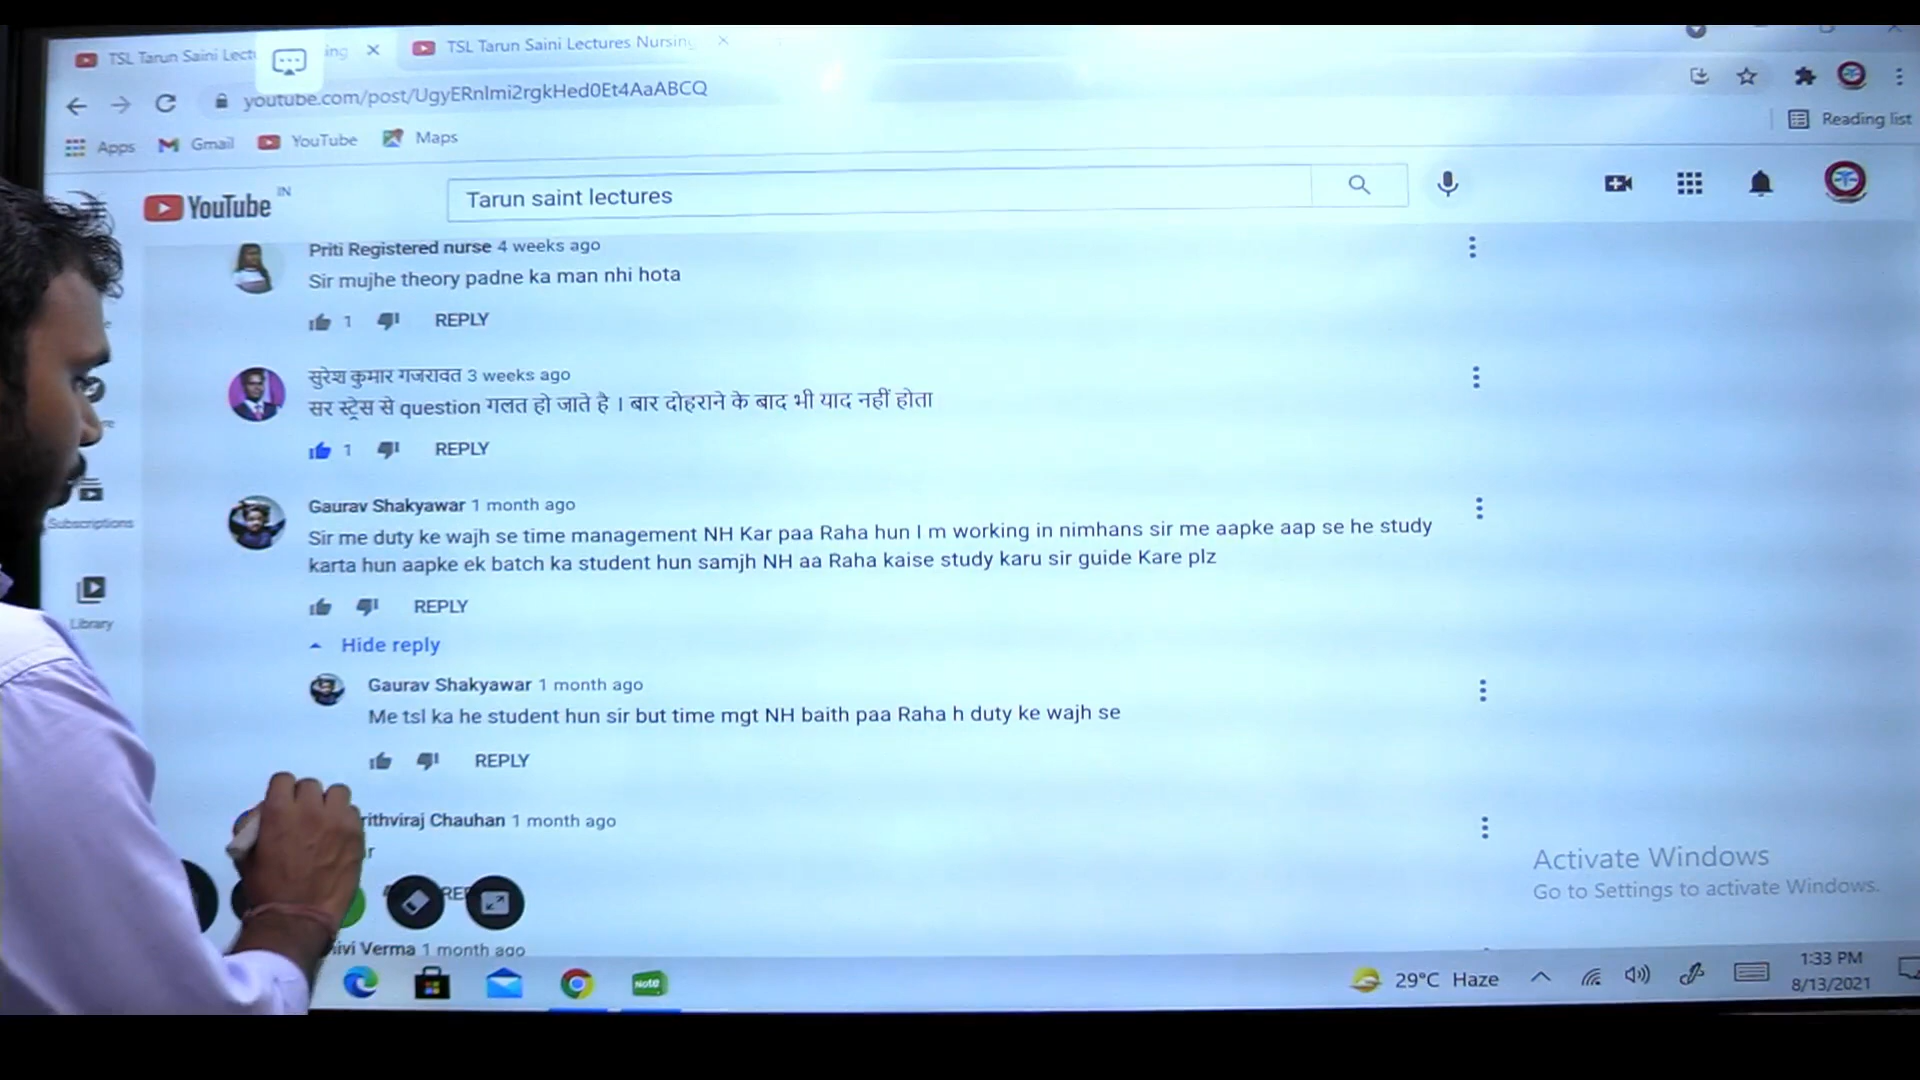 TSL Tarun Saini Lect
ing
TSL Tarun Saini Lectures Nursing
youtube.com/post/UgyERnlmi2rgkHed0Et4AaABCQ
Apps Gmail YouTube Maps
Reading list
YouTube IN
Tarun saint lectures
Priti Registered nurse 4 weeks ago
Sir mujhe theory padne ka man nhi hota
1 REPLY
सुरेश कुमार गजरावत 3 weeks ago
सर स्ट्रेस से question गलत हो जाते है । बार दोहराने के बाद भी याद नहीं होता
1 REPLY
Gaurav Shakyawar 1 month ago
Sir me duty ke wajh se time management NH Kar paa Raha hun I m working in nimhans sir me aapke aap se he study
karta hun aapke ek batch ka student hun samjh NH aa Raha kaise study karu sir guide Kare plz
REPLY
Hide reply
Gaurav Shakyawar 1 month ago
Me tsl ka he student hun sir but time mgt NH baith paa Raha h duty ke wajh se
REPLY
rithviraj Chauhan 1 month ago
r
RE
ivi Verma 1 month ago
Subscriptions
Library
Activate Windows
Go to Settings to activate Windows.
Note
29°C Haze
1:33 PM
8/13/2021